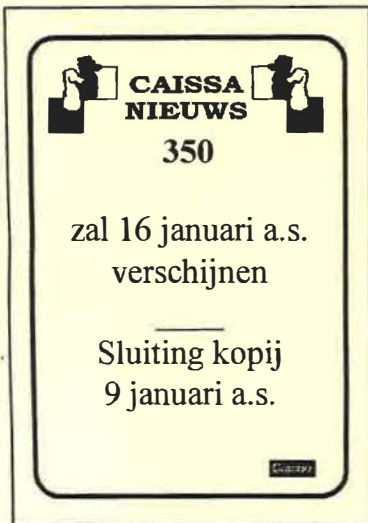 CAISSA
NIEUWS
350
zal 16 januari a.s.
verschijnen
Sluiting kopij
9 januari a.s.